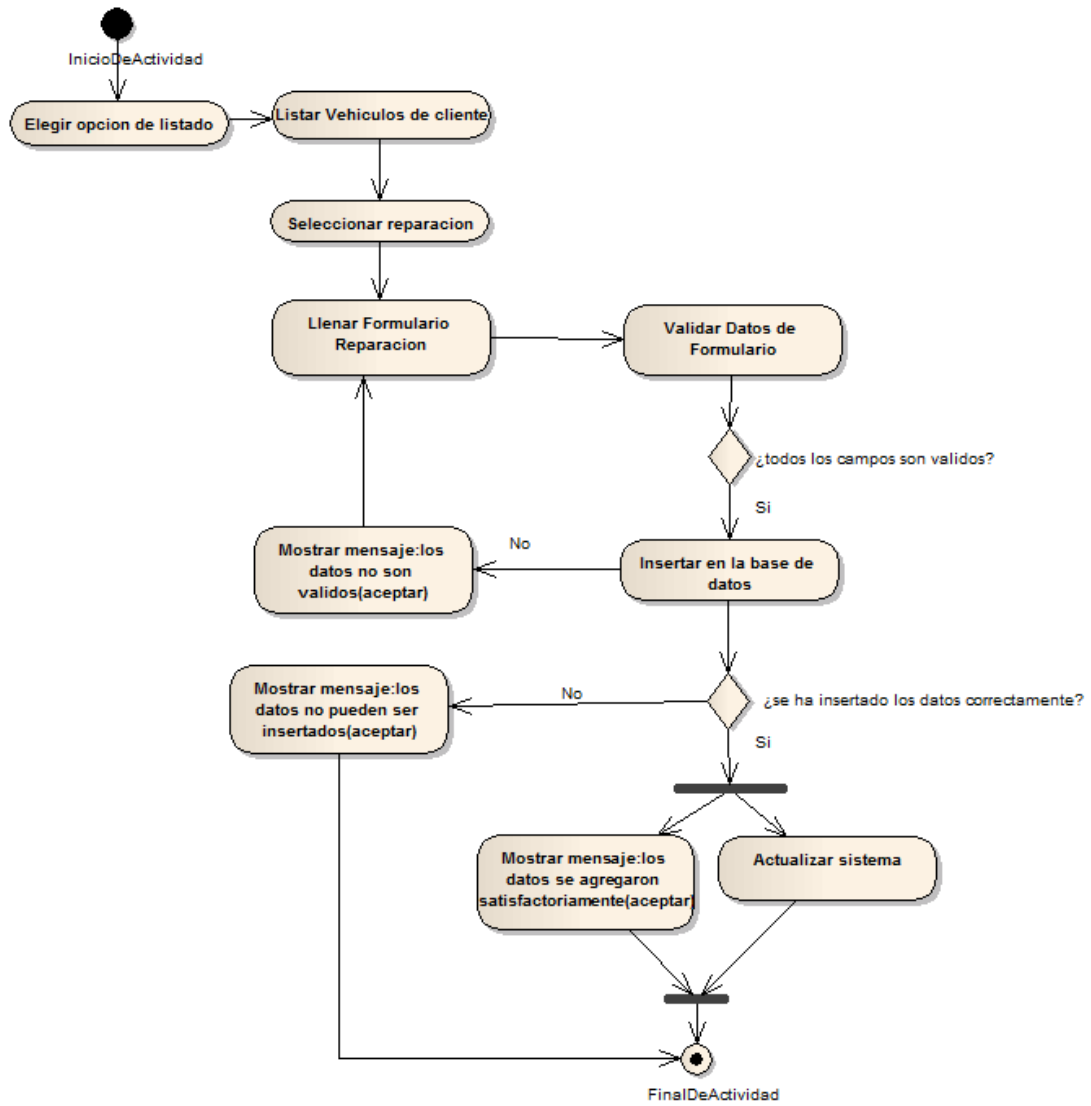 InicioDeActividad
Elegir opcion de listado
Listar Vehiculos de cliente
Seleccionar reparacion
Llenar Formulario
Reparacion
Validar Datos de
Formulario
¿todos los campos son validos?
Si
No
Mostrar mensaje:los
datos no son
validos(aceptar)
Insertar en la base de
datos
Mostrar mensaje:los
datos no pueden ser
insertados(aceptar)
No
¿se ha insertado los datos correctamente?
Si
Mostrar mensaje:los
datos se agregaron
satisfactoriamente(aceptar)
Actualizar sistema
FinalDeActividad